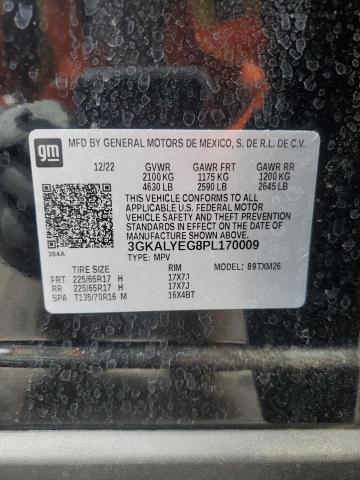 gm
MFD BY GENERAL MOTORS DE MEXICO, S. DE R.L. DE C.V.
12/22 GVWR GAWR FRT GAWR RR
2100 KG 1175 KG 1200 KG
4630 LB 2590 LB 2645 LB
THIS VEHICLE CONFORMS TO
ALL APPLICABLE U.S. FEDERAL MOTOR
VEHICLE SAFETY, BUMPER, AND THEFT
PREVENTION STANDARDS IN EFFECT ON
THE DATE OF MANUFACTURE SHOWN ABOVE.
384A
3GKALYEG8PL170009
TYPE: MPV
TIRE SIZE RIM MODEL: 89TXM26
FRT 225/65R17 H 17X7J
RR 225/65R17 H 17X7J
SPA T135/70R16 M 16X4BT